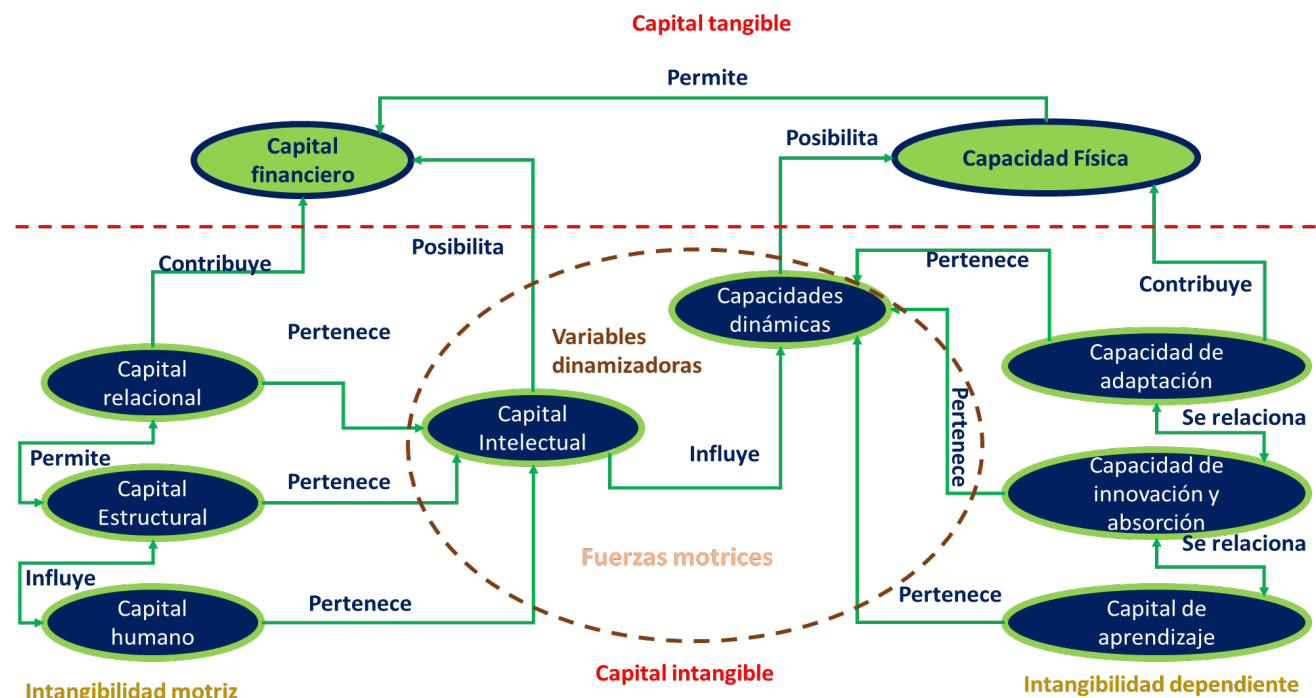 Capital tangible
Permite
Capital
financiero
Posibilita
Capacidad Física
Posibilita
Contribuye
Pertenece
Contribuye
Capacidades
dinámicas
Pertenece
Variables
dinamizadoras
Capital
relacional
Capacidad de
adaptación
Capital
Intelectual
Pertenece
Se relaciona
Permite
Influye
Capital
Estructural
Pertenece
Capacidad de
innovación y
absorción
Se relaciona
Fuerzas motrices
Influye
Capital
humano
Pertenece
Pertenece
Capital de
aprendizaje
Capital intangible
Intangibilidad motriz
Intangibilidad dependiente